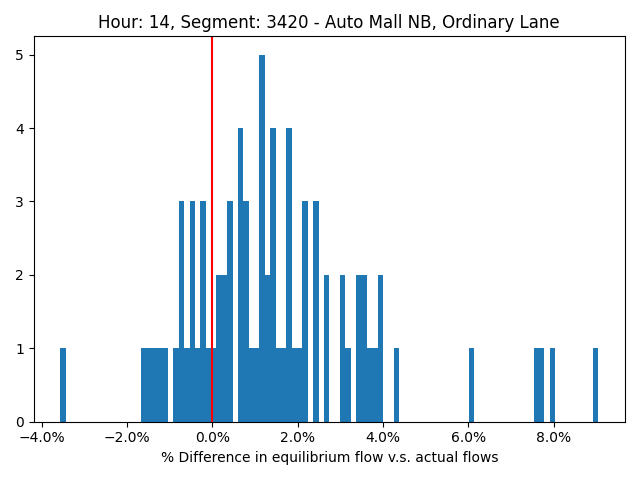 Hour: 14, Segment: 3420 - Auto Mall NB, Ordinary Lane
5
4
3
2
1
0
−4.0% −2.0% 0.0% 2.0% 4.0% 6.0% 8.0%
% Difference in equilibrium flow v.s. actual flows